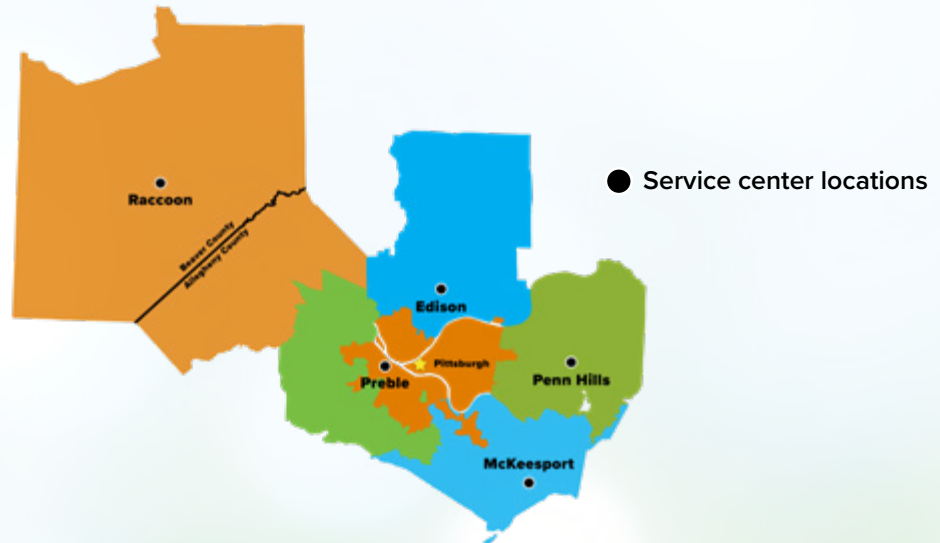 Service center locations
Raccoon
Beaver County
Allegheny County
Edison
Pittsburgh
Preble
Penn Hills
McKeesport